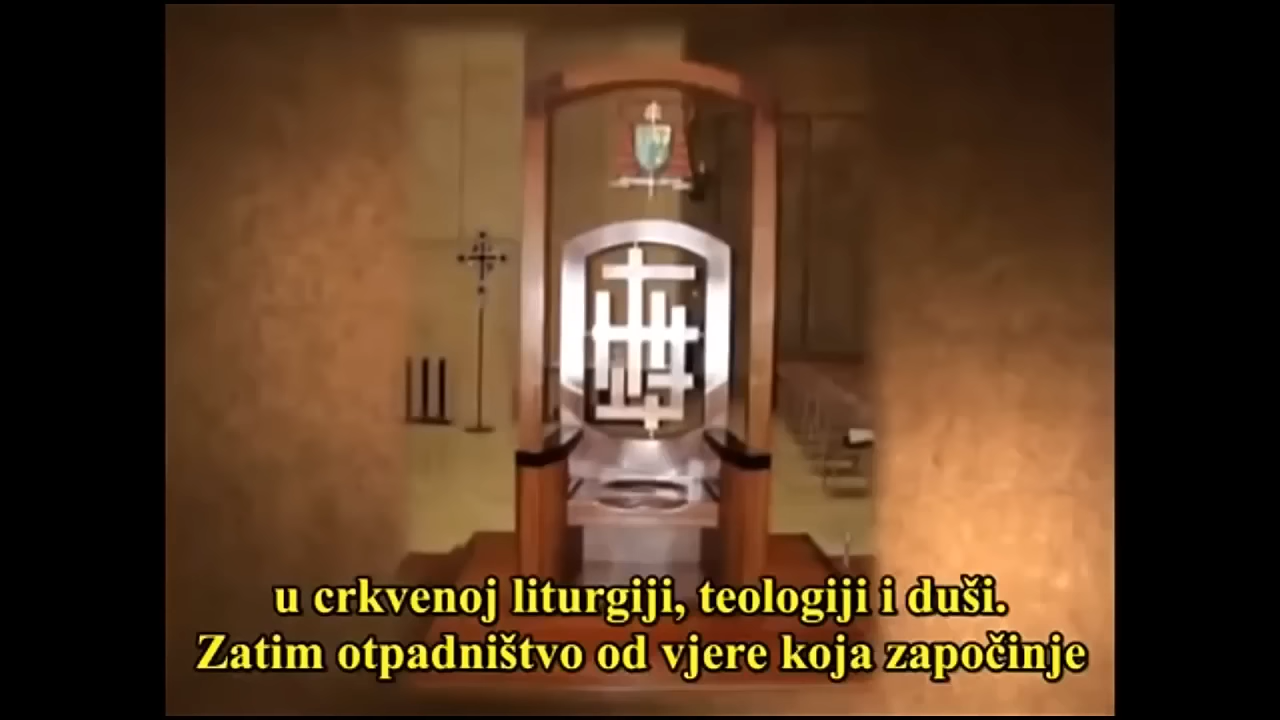 u crkvenoj liturgiji, teologiji i duši.
Zatim otpadništvo od vjere koja započinje